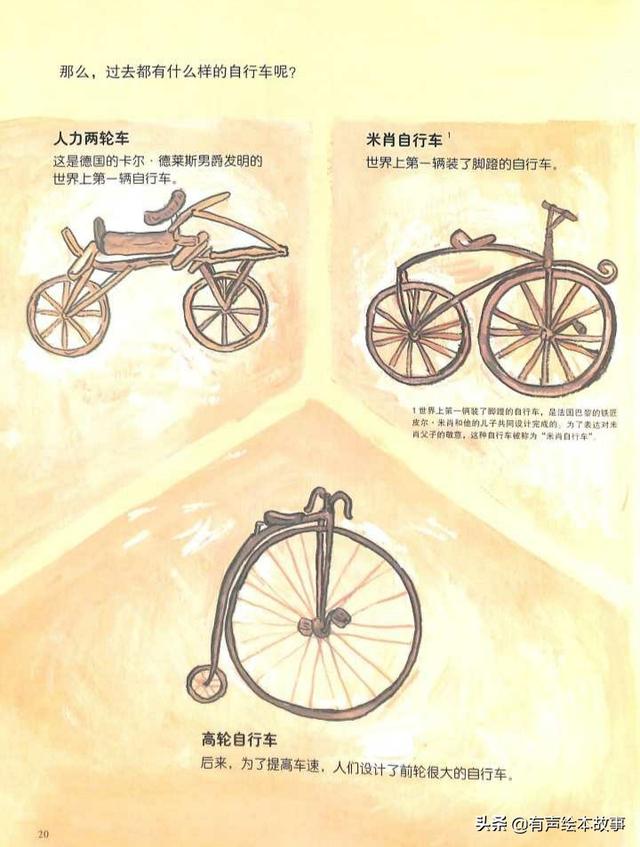 那么，过去都有什么样的自行车呢？
人力两轮车
这是德国的卡尔·德莱斯男爵发明的
世界上第一辆自行车。
米肖自行车1
世界上第一辆装了脚蹬的自行车。
1 世界上第一辆装了脚蹬的自行车，是法国巴黎的铁匠
皮尔·米肖和他的儿子共同设计完成的。为了表达对米
肖父子的敬意，这种自行车被称为“米肖自行车”。
高轮自行车
后来，为了提高车速，人们设计了前轮很大的自行车。
20
头条 @有声绘本故事